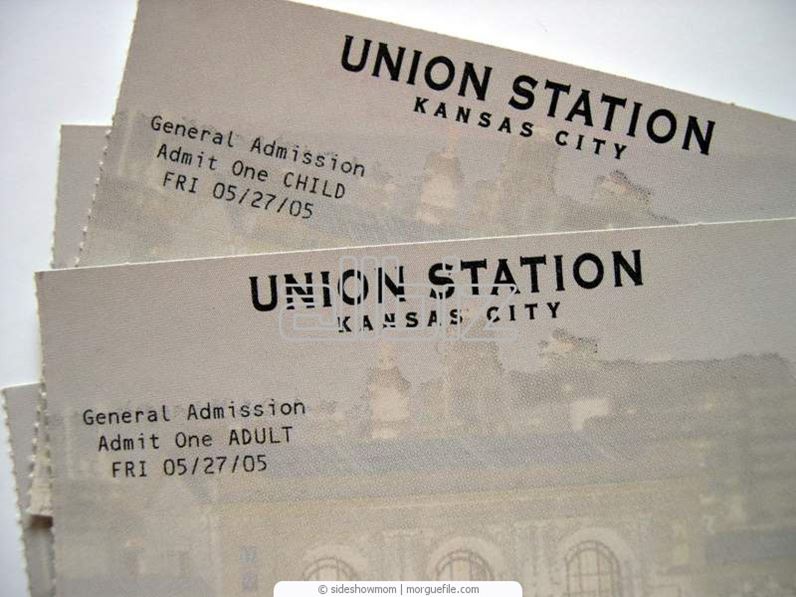 UNION STATION
KANSAS CITY
General Admission
Admit One CHILD
FRI 05/27/05
UNION STATION
KANSAS CITY
allbiz
General Admission
Admit One ADULT
FRI 05/27/05
© sideshowmom | morguefile.com